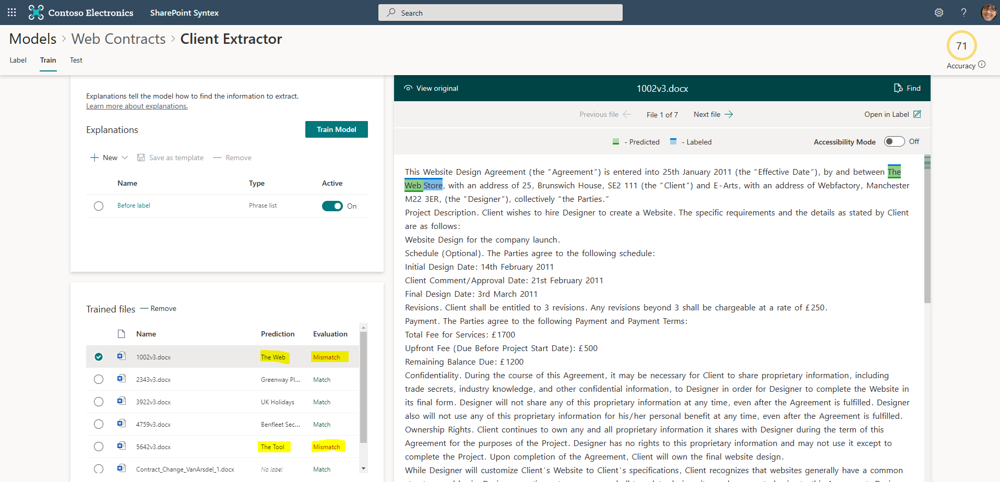 Contoso Electronics SharePoint Syntex Search ?
Models > Web Contracts > Client Extractor
71
Accuracy
Label Train Test
Explanations tell the model how to find the information to extract.
Learn more about explanations.
Explanations Train Model
New Save as template Remove
Name Type Active
Before label Phrase list On
Trained files Remove
Name Prediction Evaluation
1002v3.docx The Web Mismatch
2343v3.docx Greenway Pl... Match
3922v3.docx UK Holidays Match
4759v3.docx Benfleet Sec... Match
5642v3.docx The Tool Mismatch
Contract_Change_VanArsdel_1.docx No label Match
View original 1002v3.docx Find
Previous file File 1 of 7 Next file Open in Label
- Predicted - Labeled Accessibility Mode Off
This Website Design Agreement (the “Agreement”) is entered into 25th January 2011 (the “Effective Date”), by and between The
Web Store, with an address of 25, Brunswich House, SE2 111 (the “Client”) and E-Arts, with an address of Webfactory, Manchester
M22 3ER, (the “Designer”), collectively “the Parties.”
Project Description. Client wishes to hire Designer to create a Website. The specific requirements and the details as stated by Client
are as follows:
Website Design for the company launch.
Schedule (Optional). The Parties agree to the following schedule:
Initial Design Date: 14th February 2011
Client Comment/Approval Date: 21st February 2011
Final Design Date: 3rd March 2011
Revisions. Client shall be entitled to 3 revisions. Any revisions beyond 3 shall be chargeable at a rate of £250.
Payment. The Parties agree to the following Payment and Payment Terms:
Total Fee for Services: £1700
Upfront Fee (Due Before Project Start Date): £500
Remaining Balance Due: £1200
Confidentiality. During the course of this Agreement, it may be necessary for Client to share proprietary information, including
trade secrets, industry knowledge, and other confidential information, to Designer in order for Designer to complete the Website in
its final form. Designer will not share any of this proprietary information at any time, even after the Agreement is fulfilled. Designer
also will not use any of this proprietary information for his/her personal benefit at any time, even after the Agreement is fulfilled.
Ownership Rights. Client continues to own any and all proprietary information it shares with Designer during the term of this
Agreement for the purposes of the Project. Designer has no rights to this proprietary information and may not use it except to
complete the Project. Upon completion of the Agreement, Client will own the final website design.
While Designer will customize Client's Website to Client's specifications, Client recognizes that websites generally have a common